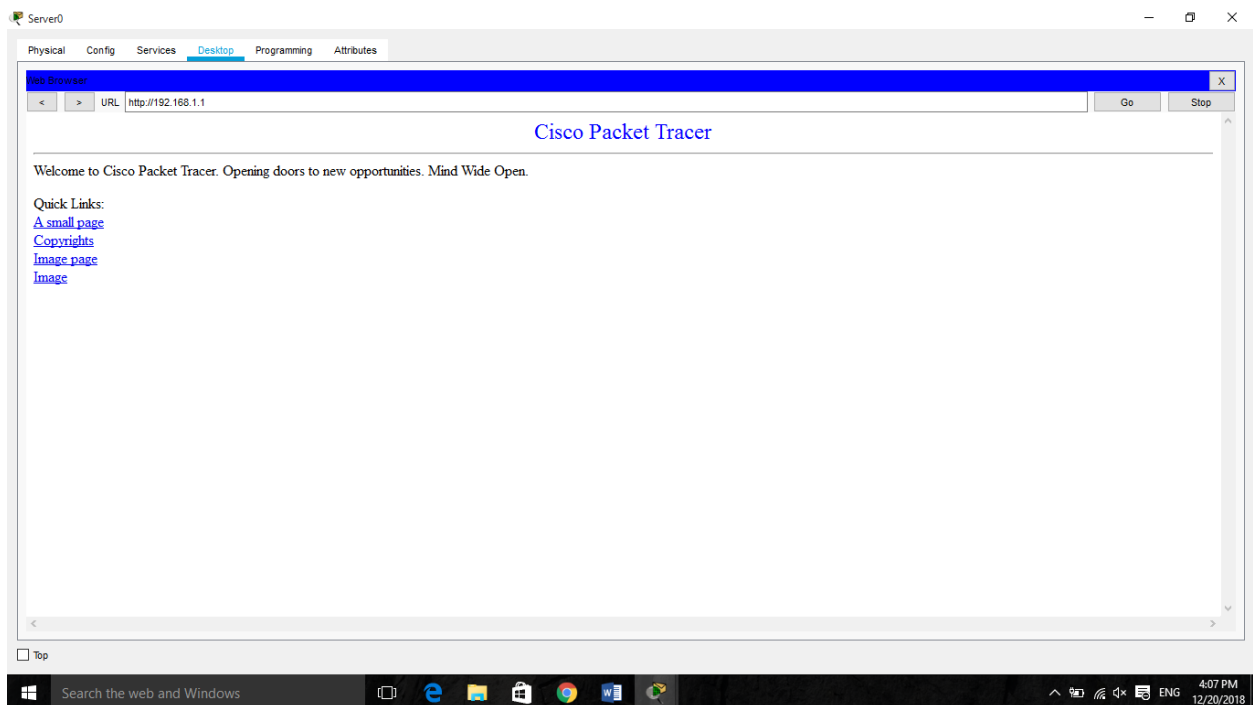 Server0
Physical Config Services Desktop Programming Attributes
Web Browser X
< > URL http://192.168.1.1 Go Stop
Cisco Packet Tracer
Welcome to Cisco Packet Tracer. Opening doors to new opportunities. Mind Wide Open.
Quick Links:
A small page
Copyrights
Image page
Image
Top
Search the web and Windows
ENG
4:07 PM
12/20/2018